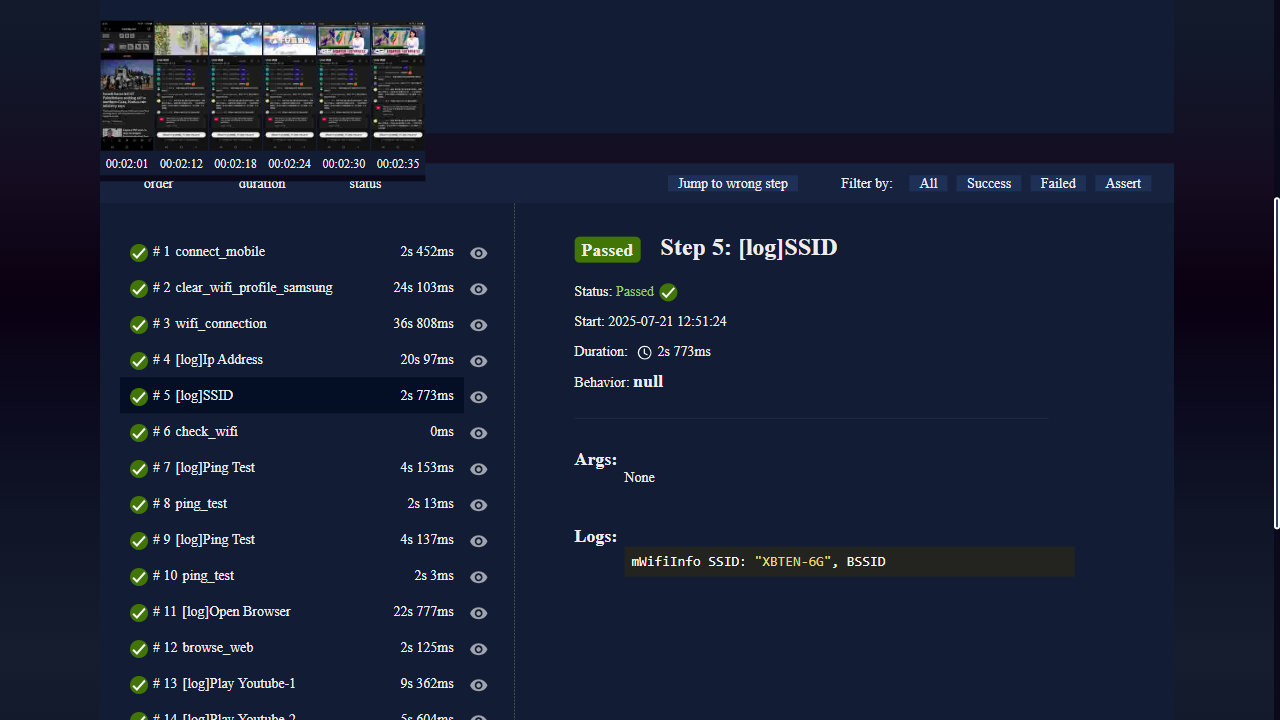 00:02:01 00:02:12 00:02:18 00:02:24 00:02:30 00:02:35
order duration status Jump to wrong step Filter by: All Success Failed Assert
# 1 connect_mobile 2s 452ms
# 2 clear_wifi_profile_samsung 24s 103ms
# 3 wifi_connection 36s 808ms
# 4 [log]Ip Address 20s 97ms
# 5 [log]SSID 2s 773ms
# 6 check_wifi 0ms
# 7 [log]Ping Test 4s 153ms
# 8 ping_test 2s 13ms
# 9 [log]Ping Test 4s 137ms
# 10 ping_test 2s 3ms
# 11 [log]Open Browser 22s 777ms
# 12 browse_web 2s 125ms
# 13 [log]Play Youtube-1 9s 362ms
# 14 [log]Play Youtube-2 5s 604ms
Passed Step 5: [log]SSID
Status: Passed
Start: 2025-07-21 12:51:24
Duration: 2s 773ms
Behavior: null
Args:
None
Logs:
mWifiInfo SSID: "XBTEN-6G", BSSID